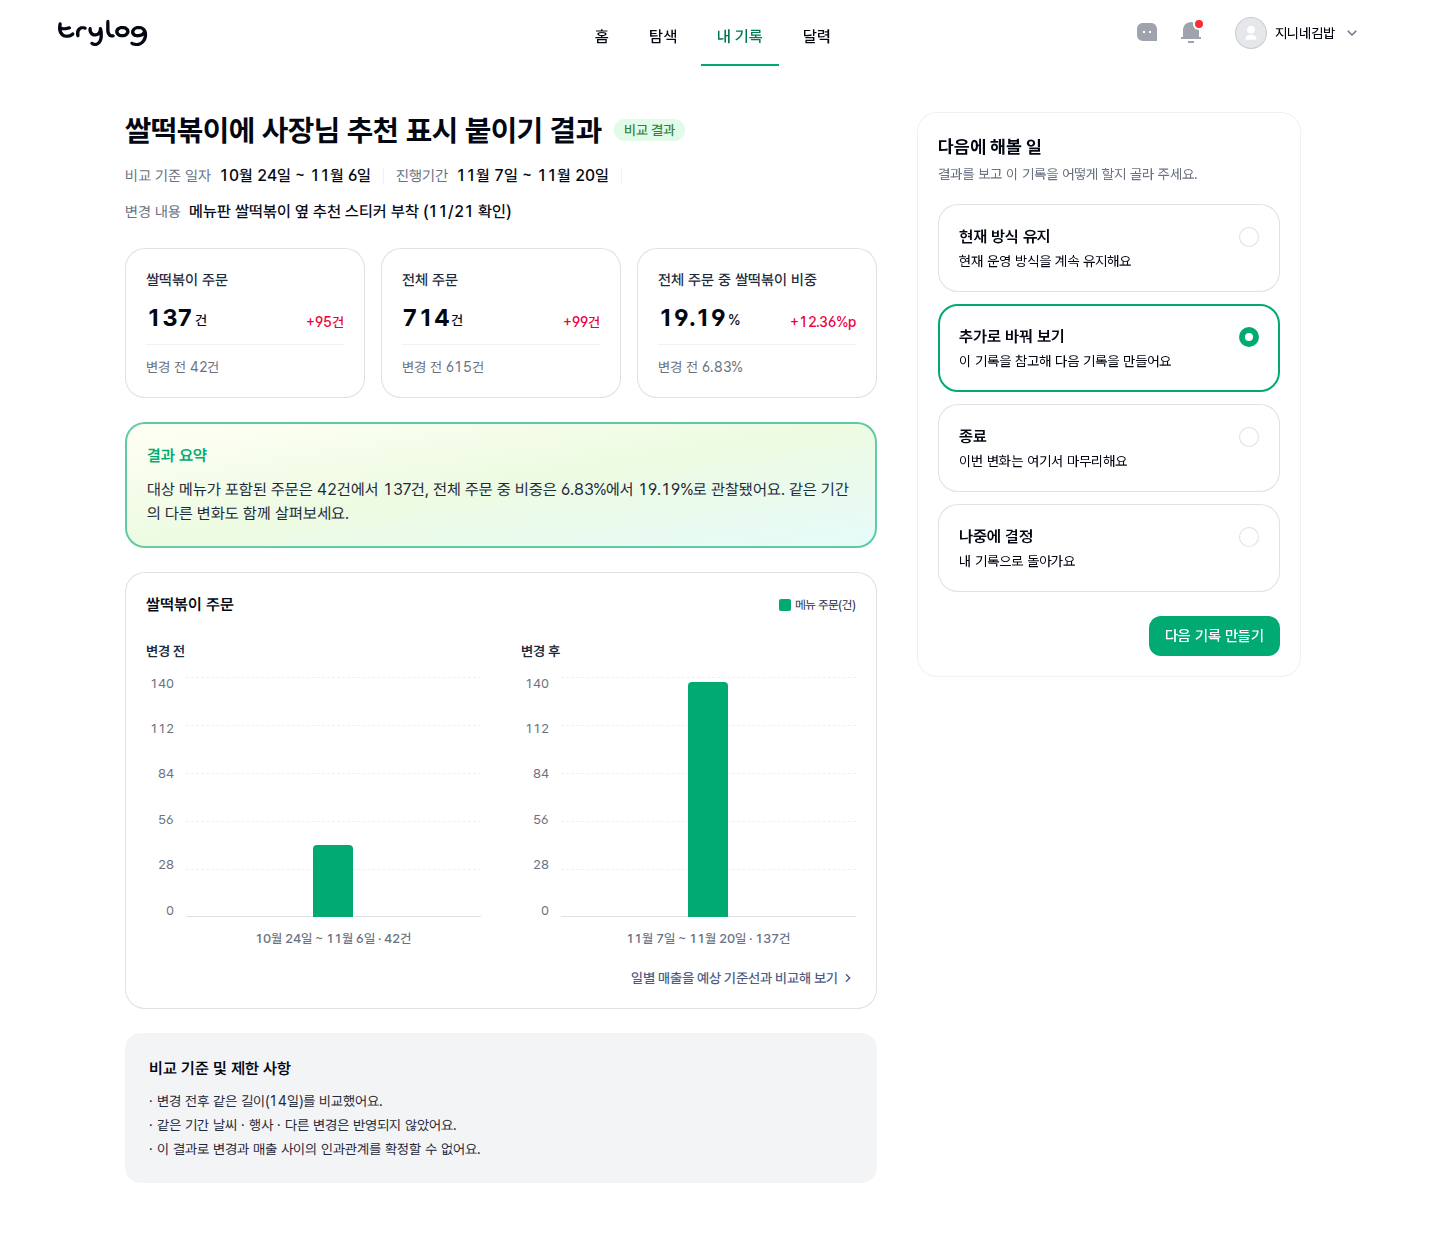 trylog
홈
탐색
내 기록
달력
지니네김밥
쌀떡볶이에 사장님 추천 표시 붙이기 결과
비교 결과
비교 기준 일자 10월 24일 ~ 11월 6일
진행기간 11월 7일 ~ 11월 20일
변경 내용 메뉴판 쌀떡볶이 옆 추천 스티커 부착 (11/21 확인)
쌀떡볶이 주문
137 건
+95건
변경 전 42건
전체 주문
714건
+99건
변경 전 615건
전체 주문 중 쌀떡볶이 비중
19.19 %
+12.36%p
변경 전 6.83%
결과 요약
대상 메뉴가 포함된 주문은 42건에서 137건, 전체 주문 중 비중은 6.83%에서 19.19%로 관찰됐어요. 같은 기간
의 다른 변화도 함께 살펴보세요.
쌀떡볶이 주문
메뉴 주문(건)
변경 전
140
112
84
56
28
0
10월 24일 ~ 11월 6일 · 42건
변경 후
140
112
84
56
28
0
11월 7일 ~ 11월 20일 · 137건
일별 매출을 예상 기준선과 비교해 보기
비교 기준 및 제한 사항
· 변경 전후 같은 길이(14일)를 비교했어요.
· 같은 기간 날씨 · 행사 · 다른 변경은 반영되지 않았어요.
· 이 결과로 변경과 매출 사이의 인과관계를 확정할 수 없어요.
다음에 해볼 일
결과를 보고 이 기록을 어떻게 할지 골라 주세요.
현재 방식 유지
현재 운영 방식을 계속 유지해요
추가로 바꿔 보기
이 기록을 참고해 다음 기록을 만들어요
종료
이번 변화는 여기서 마무리해요
나중에 결정
내 기록으로 돌아가요
다음 기록 만들기